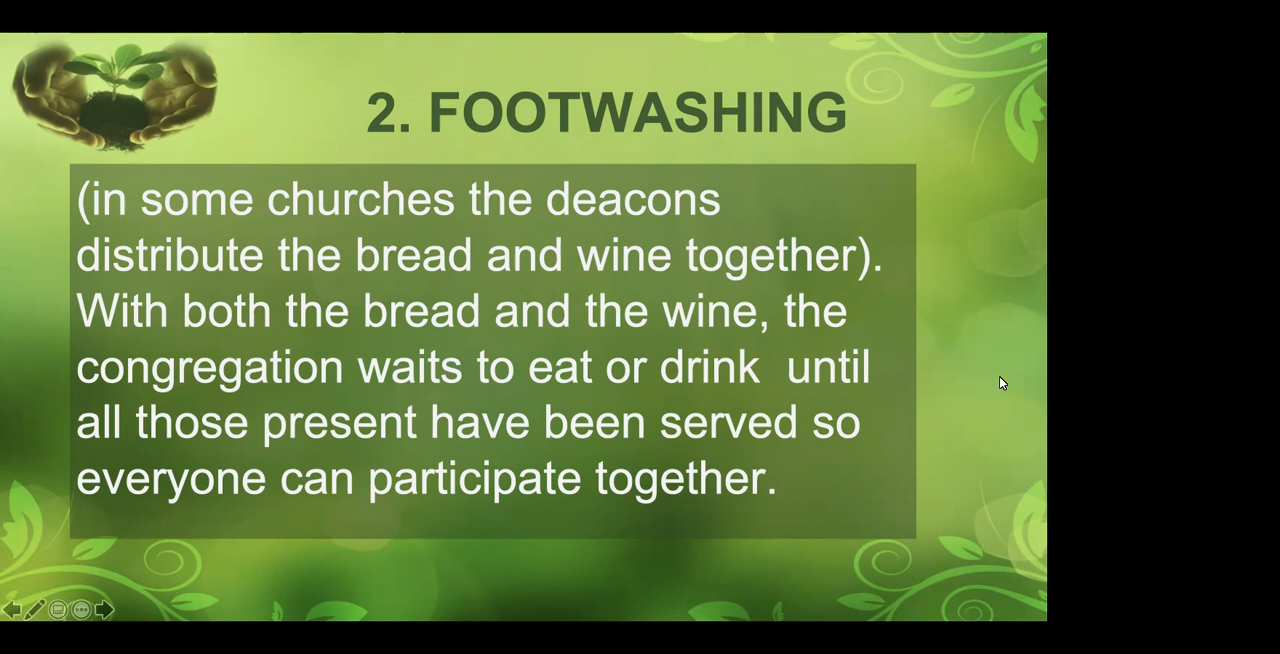 2. FOOTWASHING
(in some churches the deacons
distribute the bread and wine together).
With both the bread and the wine, the
congregation waits to eat or drink  until
all those present have been served so
everyone can participate together.